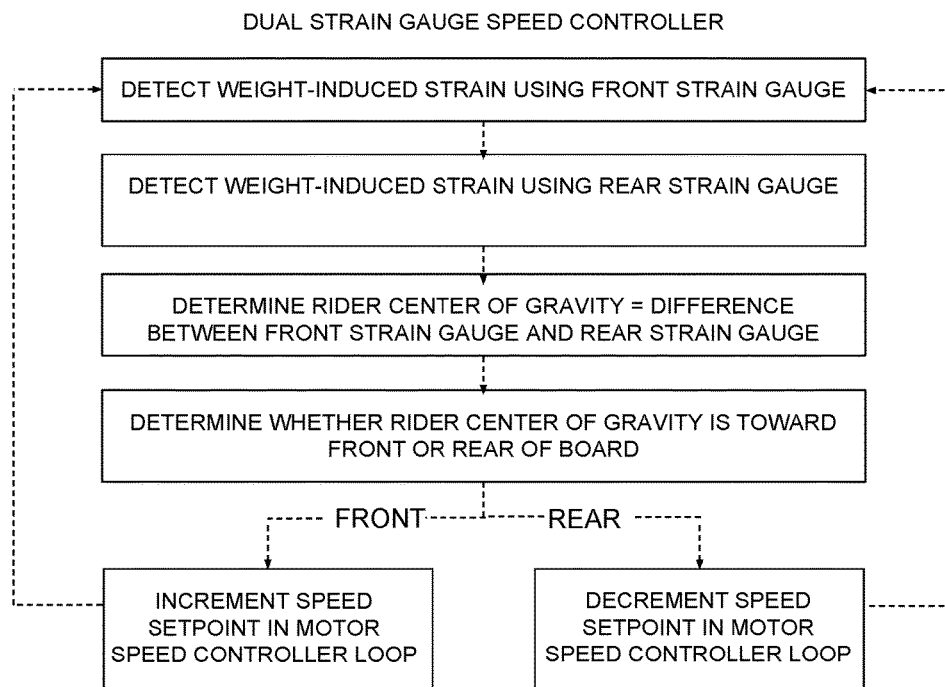 DUAL STRAIN GAUGE SPEED CONTROLLER
DETECT WEIGHT-INDUCED STRAIN USING FRONT STRAIN GAUGE
DETECT WEIGHT-INDUCED STRAIN USING REAR STRAIN GAUGE
DETERMINE RIDER CENTER OF GRAVITY = DIFFERENCE
BETWEEN FRONT STRAIN GAUGE AND REAR STRAIN GAUGE
DETERMINE WHETHER RIDER CENTER OF GRAVITY IS TOWARD
FRONT OR REAR OF BOARD
FRONT
REAR
INCREMENT SPEED
SETPOINT IN MOTOR
SPEED CONTROLLER LOOP
DECREMENT SPEED
SETPOINT IN MOTOR
SPEED CONTROLLER LOOP